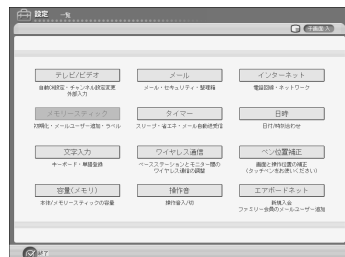 設定 一覧
子画面 入
テレビ/ビデオ
自動CH設定・チャンネル設定変更
外部入力
メール
メール・セキュリティ・整理箱
インターネット
電話回線・ネットワーク
メモリースティック
初期化・メールユーザー追加・ラベル
タイマー
スリープ・省エネ・メール自動送受信
日時
日付/時刻合わせ
文字入力
キーボード・単語登録
ワイヤレス通信
ベースステーションとモニター間の
ワイヤレス通信の調整
ペン位置補正
画面と操作位置の補正
(タッチペンをお使いください)
容量(メモリ)
本体/メモリースティックの容量
操作音
操作音入/切
エアボードネット
新規入会
ファミリー会員のメールユーザー追加
終了